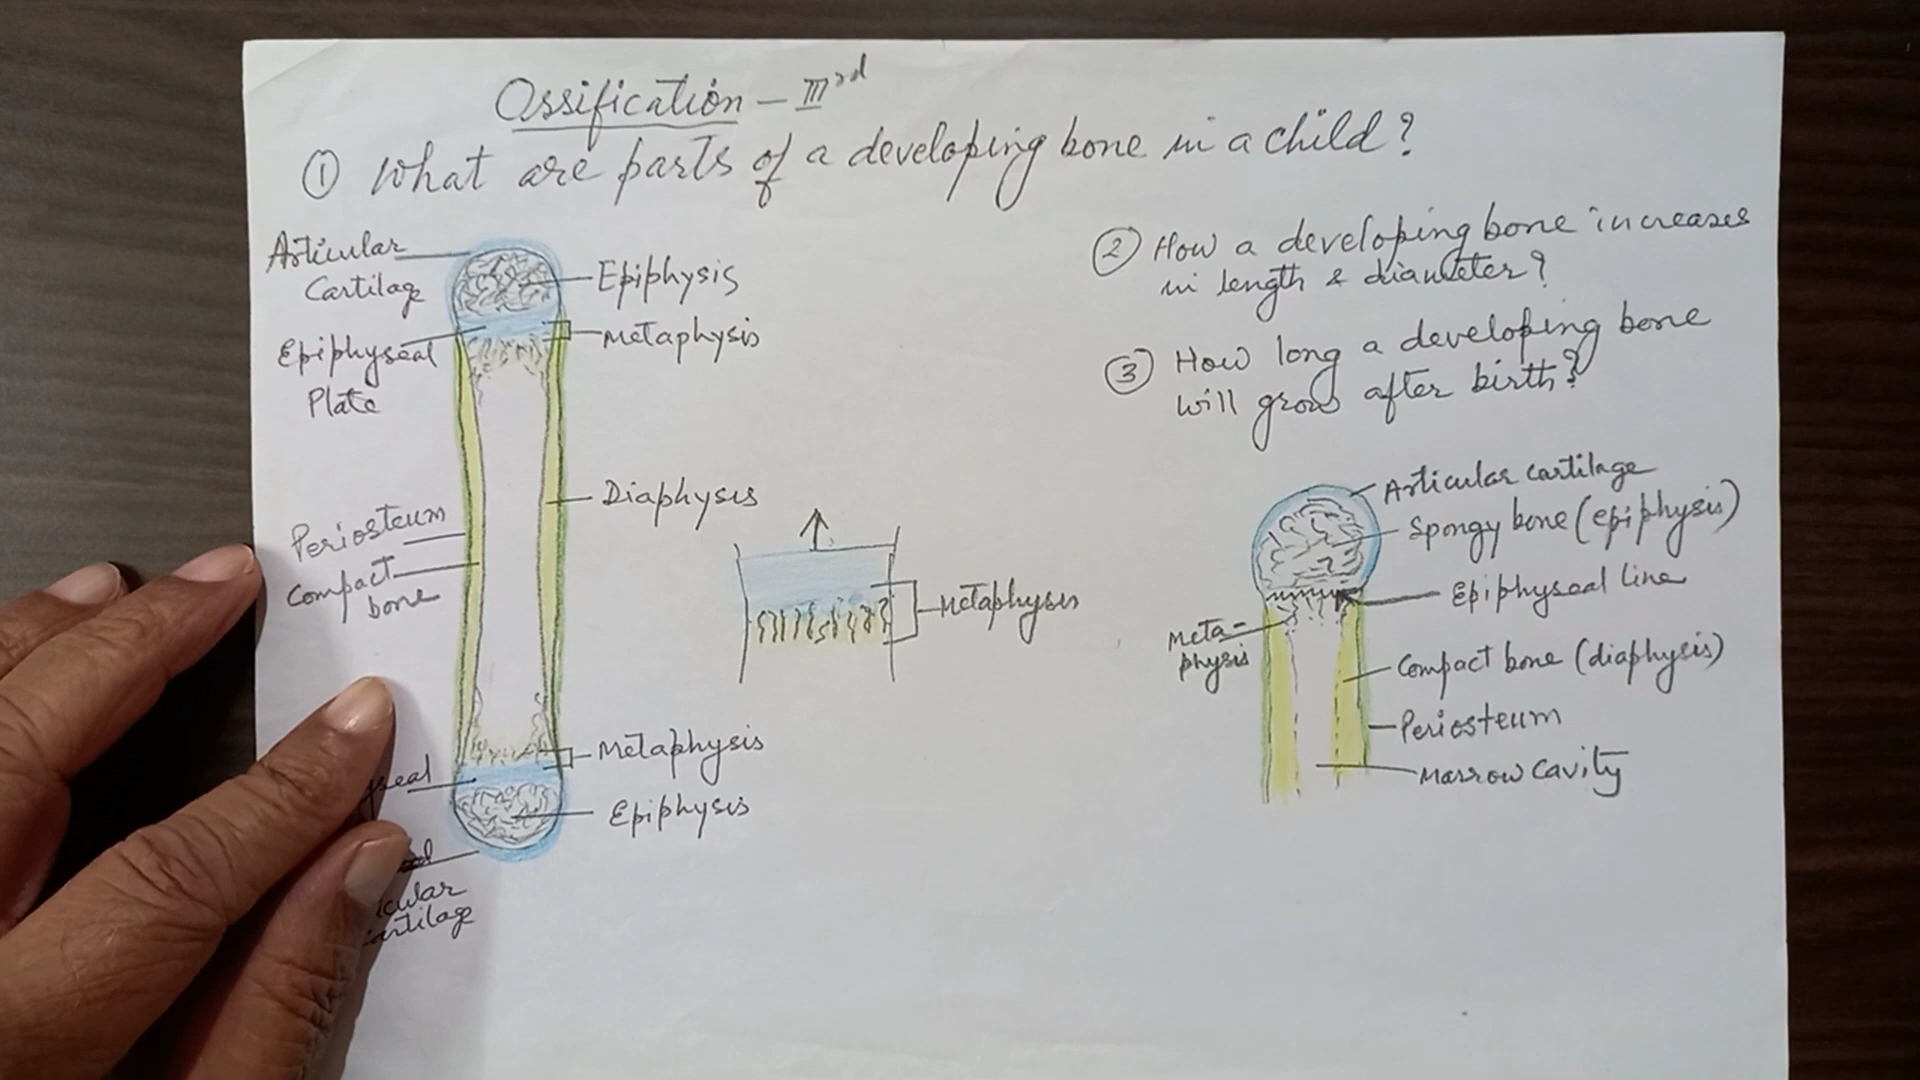 Ossification – IIIrd
① What are parts of a developing bone in a child?
Articular
Cartilage
Epiphyseal
Plate
Periosteum
Compact
bone
Epiphysis
Metaphysis
Diaphysis
Metaphysis
Epiphysis
cartilage
Metaphysis
② How a developing bone increases
in length & diameter?
③ How long a developing bone
will grow after birth?
Articular cartilage
Spongy bone (epiphysis)
Epiphyseal line
Meta-
physis
Compact bone (diaphysis)
Periosteum
Marrow cavity